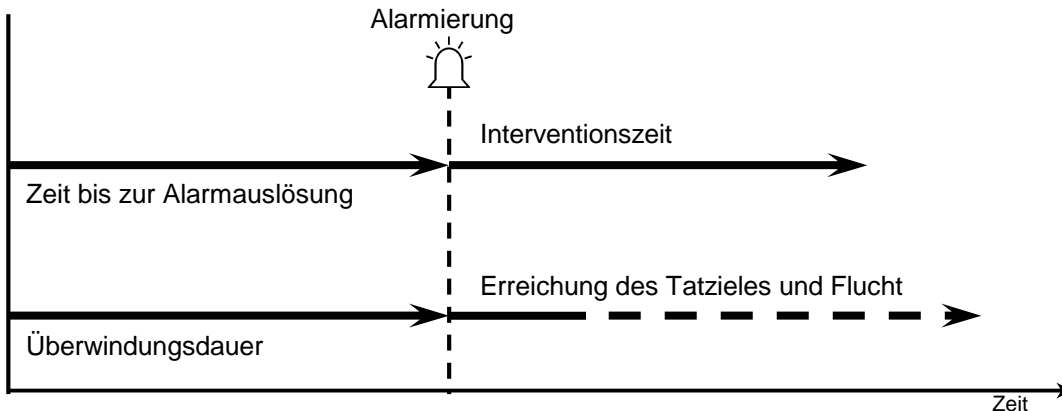 Alarmierung
Interventionszeit
Zeit bis zur Alarmauslösung
Erreichung des Tatzieles und Flucht
Überwindungsdauer
Zeit